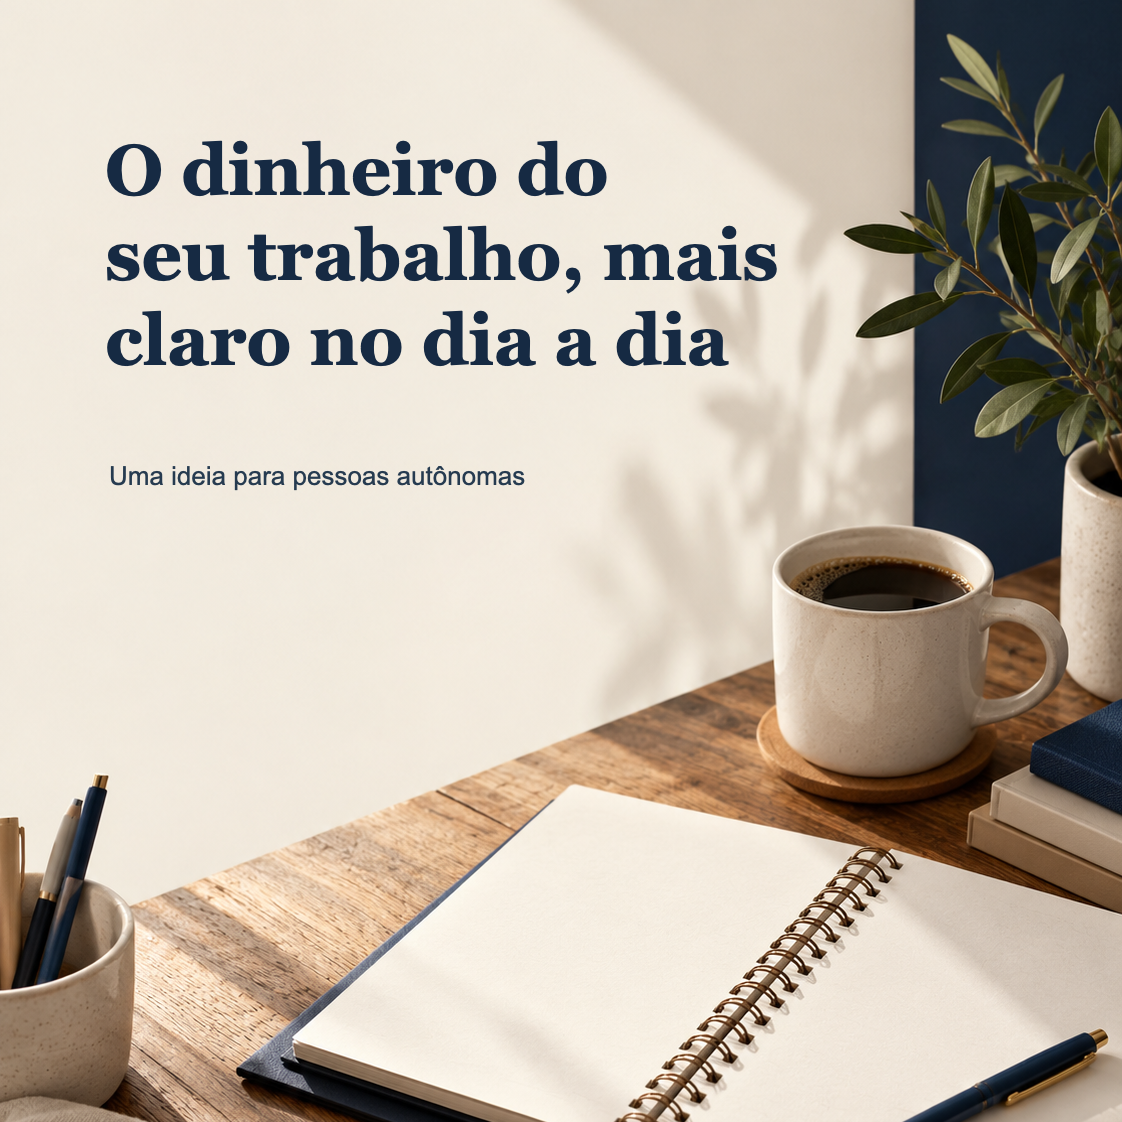 O dinheiro do
seu trabalho, mais
claro no dia a dia
Uma ideia para pessoas autônomas